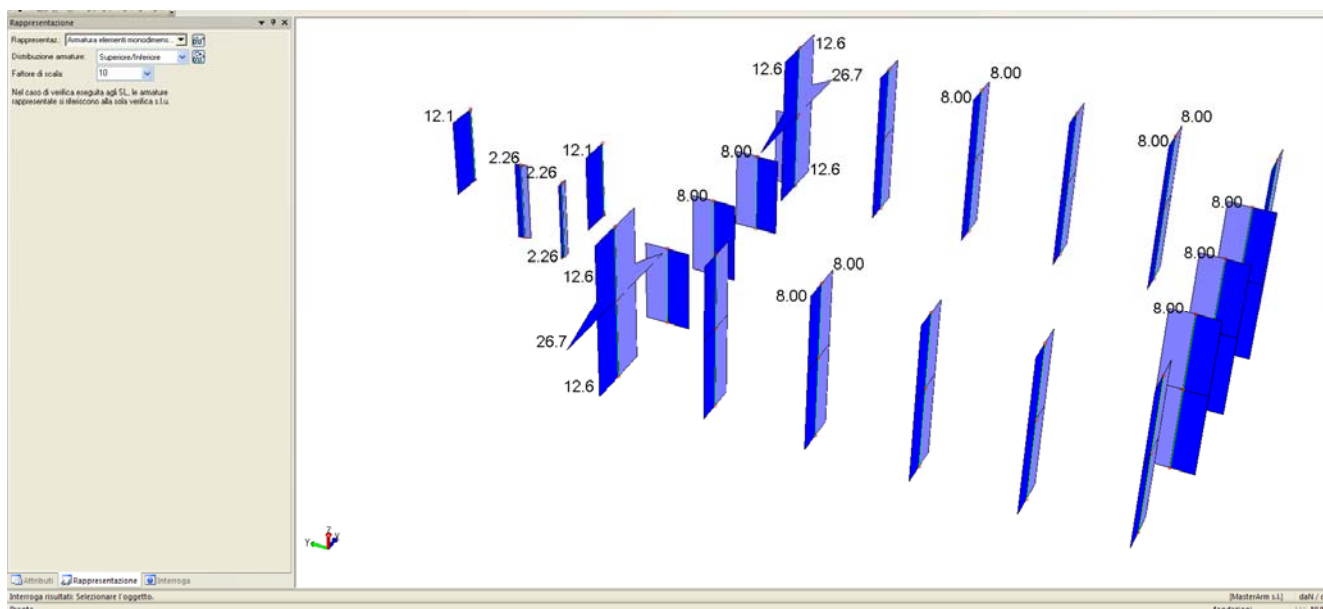 Rappresentazione
Rappresentaz.: Armatura elementi monodimens...
Distribuzione armature: Superiore/Inferiore
Fattore di scala: 10
Nel caso di verifica eseguita agli SL, le armature
rappresentate si riferiscono alla sola verifica s.l.u.
12.6
12.6
26.7
8.00
8.00
12.1
8.00
8.00
2.26
12.1
8.00
2.26
12.6
8.00
8.00
2.26
8.00
12.6
8.00
8.00
8.00
26.7
12.6
Z
Y
X
Attributi Rappresentazione Interroga
Interroga risultati: Selezionare l'oggetto. [MasterArm s.l.] daN /
Pronto